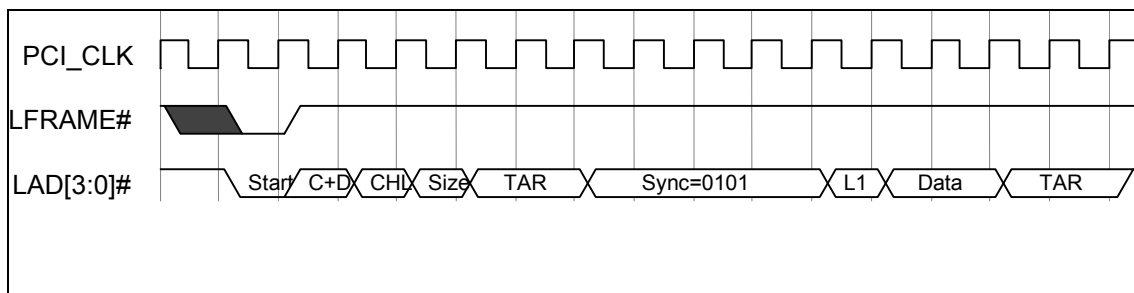 PCI_CLK
LFRAME#
LAD[3:0]# Start C+D CHL Size TAR Sync=0101 L1 Data TAR